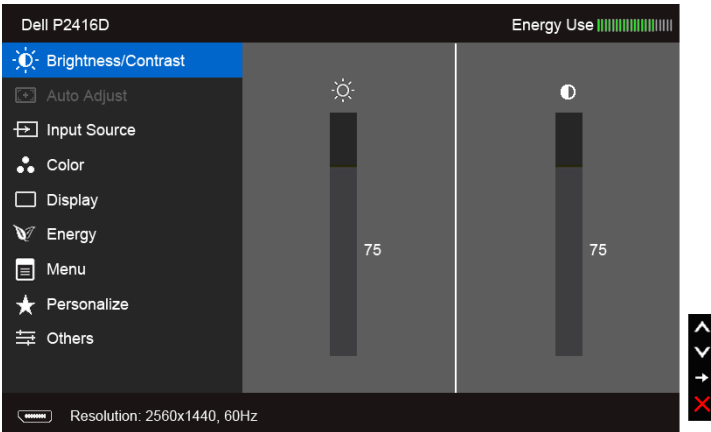 Dell P2416D
Energy Use
Brightness/Contrast
Auto Adjust
Input Source
Color
Display
Energy
Menu
Personalize
Others
75
75
Resolution: 2560x1440, 60Hz